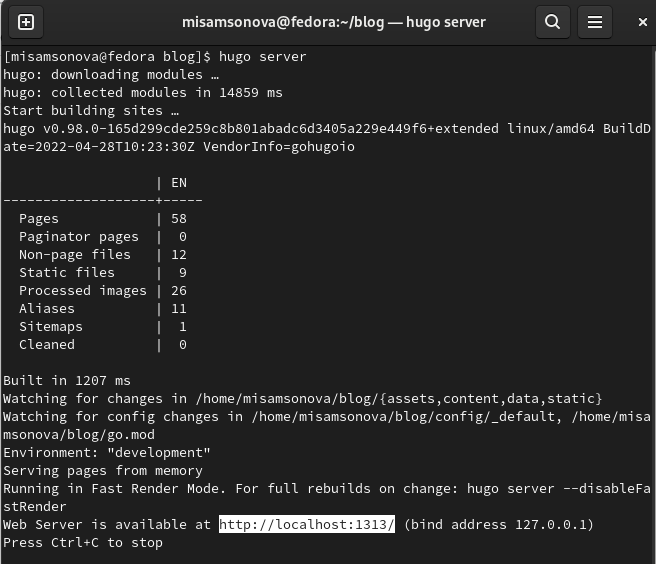 misamsonova@fedora:~/blog — hugo server
[misamsonova@fedora blog]$ hugo server
hugo: downloading modules …
hugo: collected modules in 14859 ms
Start building sites …
hugo v0.98.0-165d299cde259c8b801abadc6d3405a229e449f6+extended linux/amd64 BuildD
ate=2022-04-28T10:23:30Z VendorInfo=gohugoio
                   | EN
-------------------+-----
  Pages            | 58
  Paginator pages  |  0
  Non-page files   | 12
  Static files     |  9
  Processed images | 26
  Aliases          | 11
  Sitemaps         |  1
  Cleaned          |  0
Built in 1207 ms
Watching for changes in /home/misamsonova/blog/{assets,content,data,static}
Watching for config changes in /home/misamsonova/blog/config/_default, /home/misa
msonova/blog/go.mod
Environment: "development"
Serving pages from memory
Running in Fast Render Mode. For full rebuilds on change: hugo server --disableFa
stRender
Web Server is available at http://localhost:1313/ (bind address 127.0.0.1)
Press Ctrl+C to stop